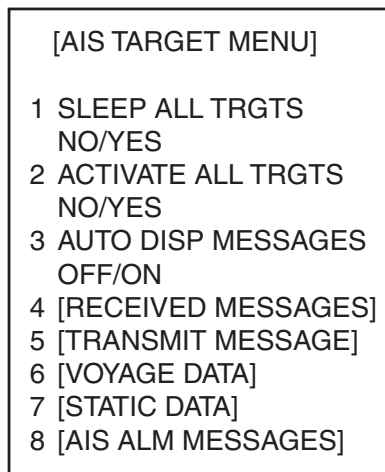 [AIS TARGET MENU]
1 SLEEP ALL TRGTS
NO/YES
2 ACTIVATE ALL TRGTS
NO/YES
3 AUTO DISP MESSAGES
OFF/ON
4 [RECEIVED MESSAGES]
5 [TRANSMIT MESSAGE]
6 [VOYAGE DATA]
7 [STATIC DATA]
8 [AIS ALM MESSAGES]